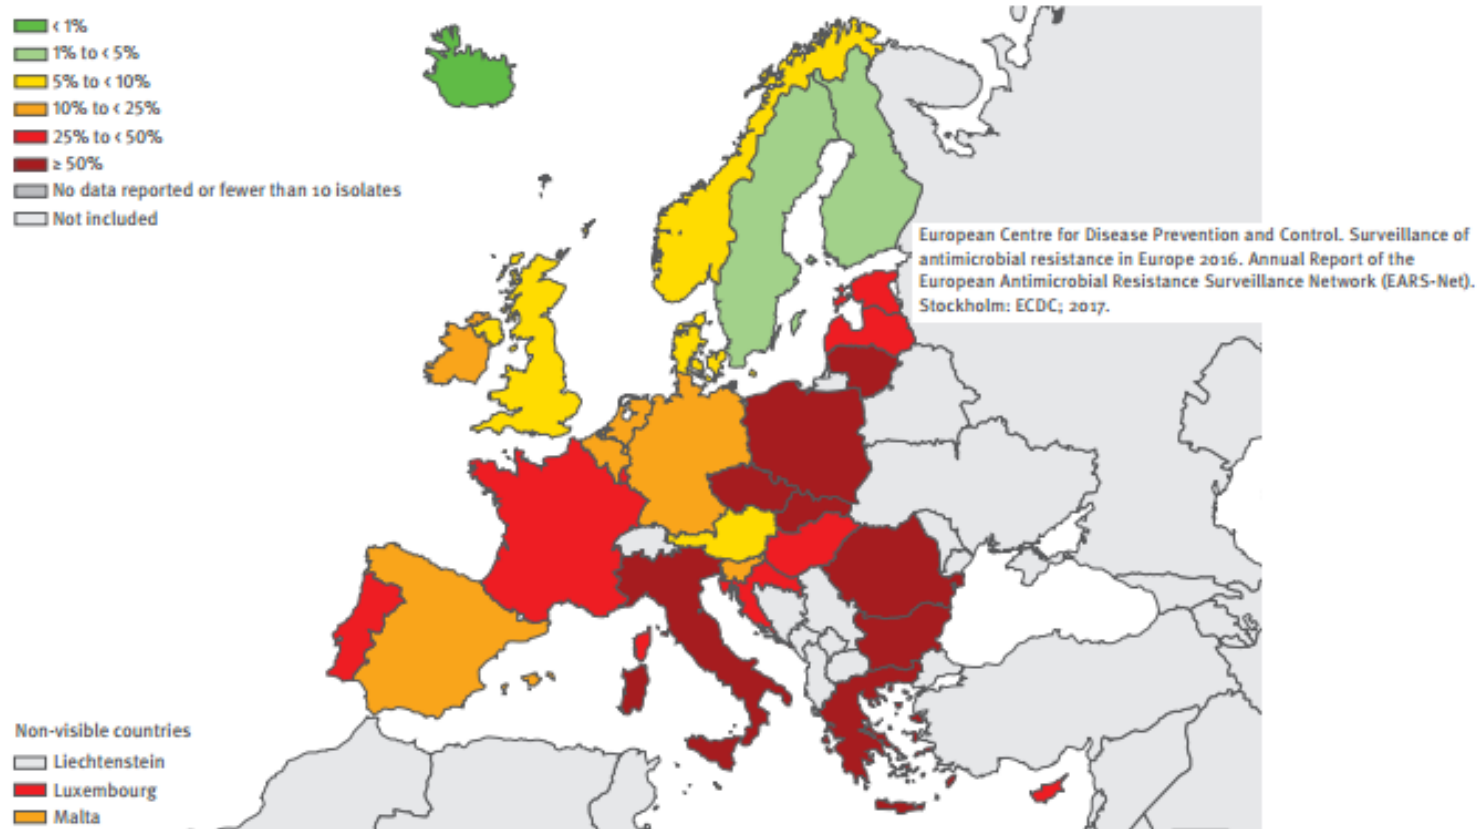 < 1%
1% to < 5%
5% to < 10%
10% to < 25%
25% to < 50%
≥ 50%
No data reported or fewer than 10 isolates
Not included
European Centre for Disease Prevention and Control. Surveillance of
antimicrobial resistance in Europe 2016. Annual Report of the
European Antimicrobial Resistance Surveillance Network (EARS-Net).
Stockholm: ECDC; 2017.
Non-visible countries
Liechtenstein
Luxembourg
Malta